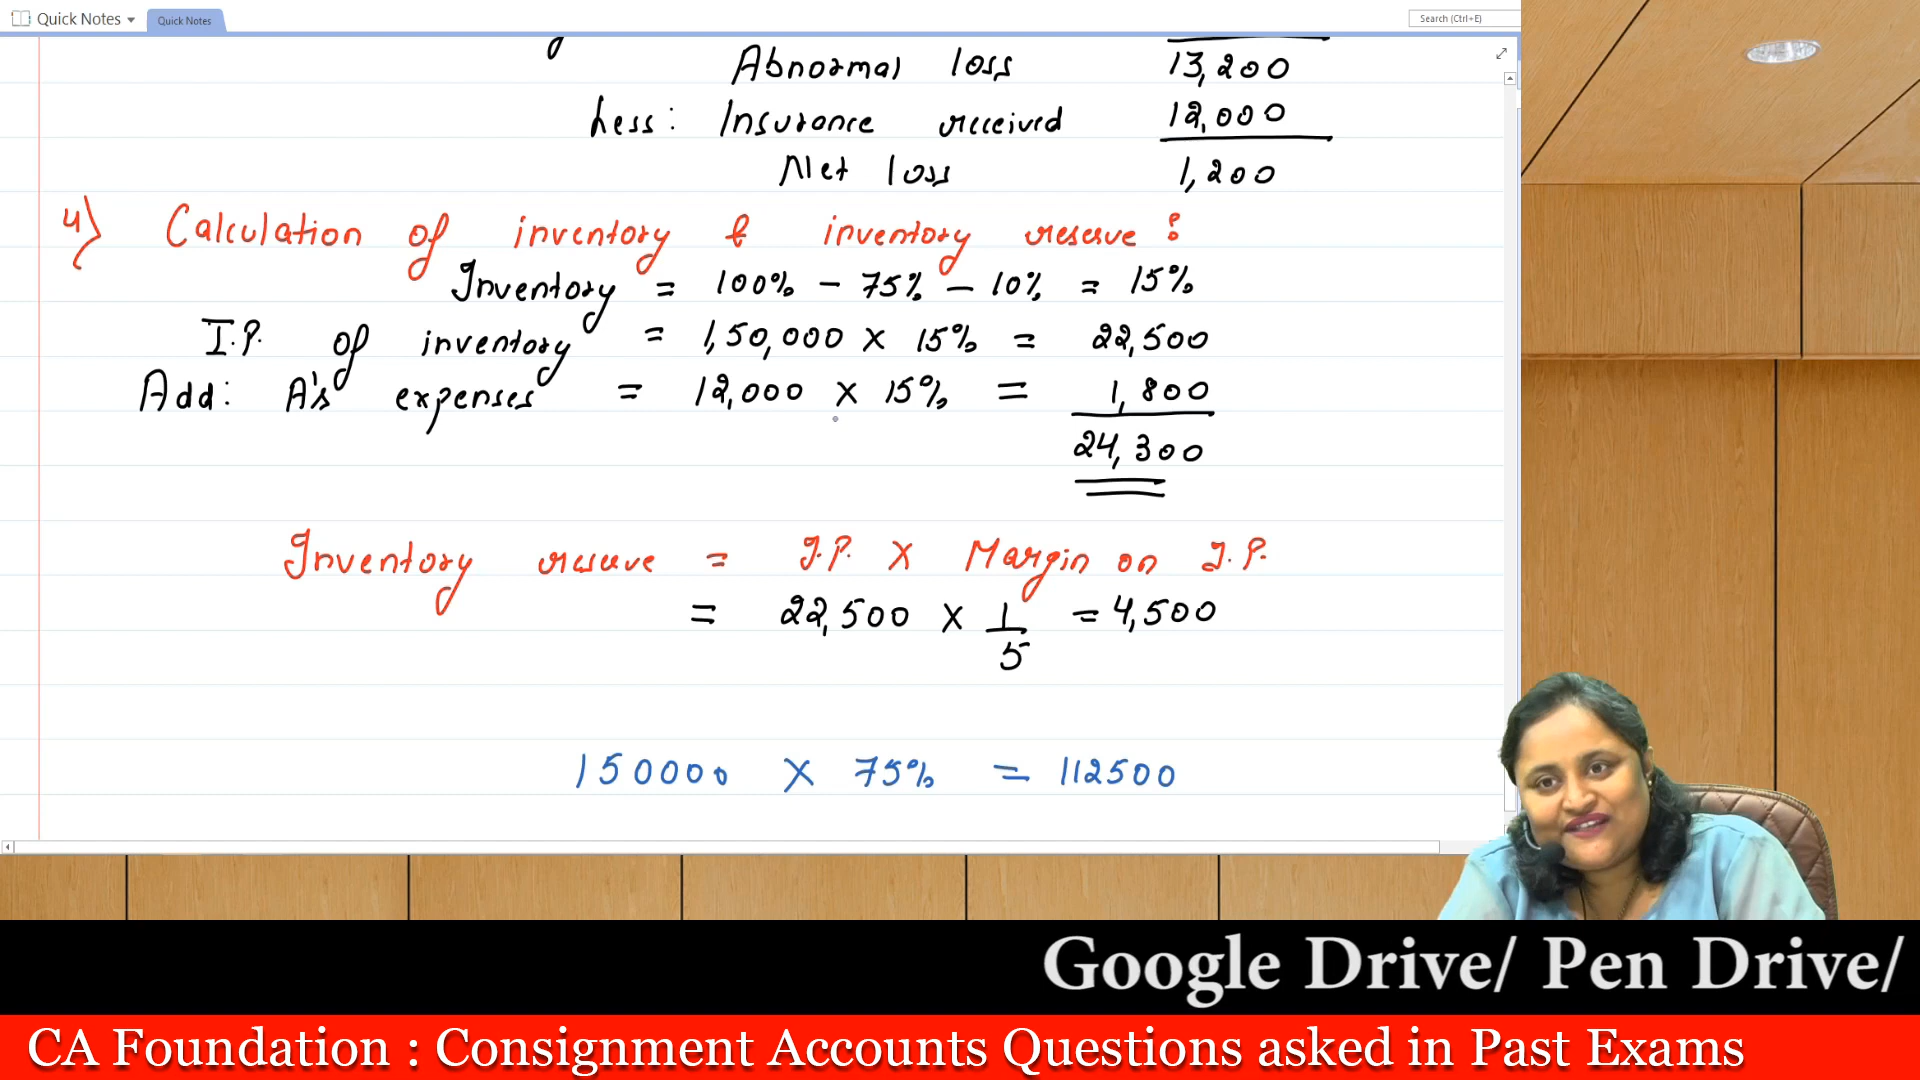 Quick Notes
Quick Notes
Search (Ctrl+E)
Abnormal loss 13,200
Less: Insurance received 12,000
Net loss 1,200
4) Calculation of inventory & inventory reserve:
Inventory = 100% - 75% - 10% = 15%
I.P. of inventory = 1,50,000 x 15% = 22,500
Add: A's expenses = 12,000 x 15% = 1,800
24,300
Inventory reserve = I.P. x Margin on I.P.
= 22,500 x 1/5 = 4,500
150000 x 75% = 112500
Google Drive/ Pen Drive/
CA Foundation : Consignment Accounts Questions asked in Past Exams